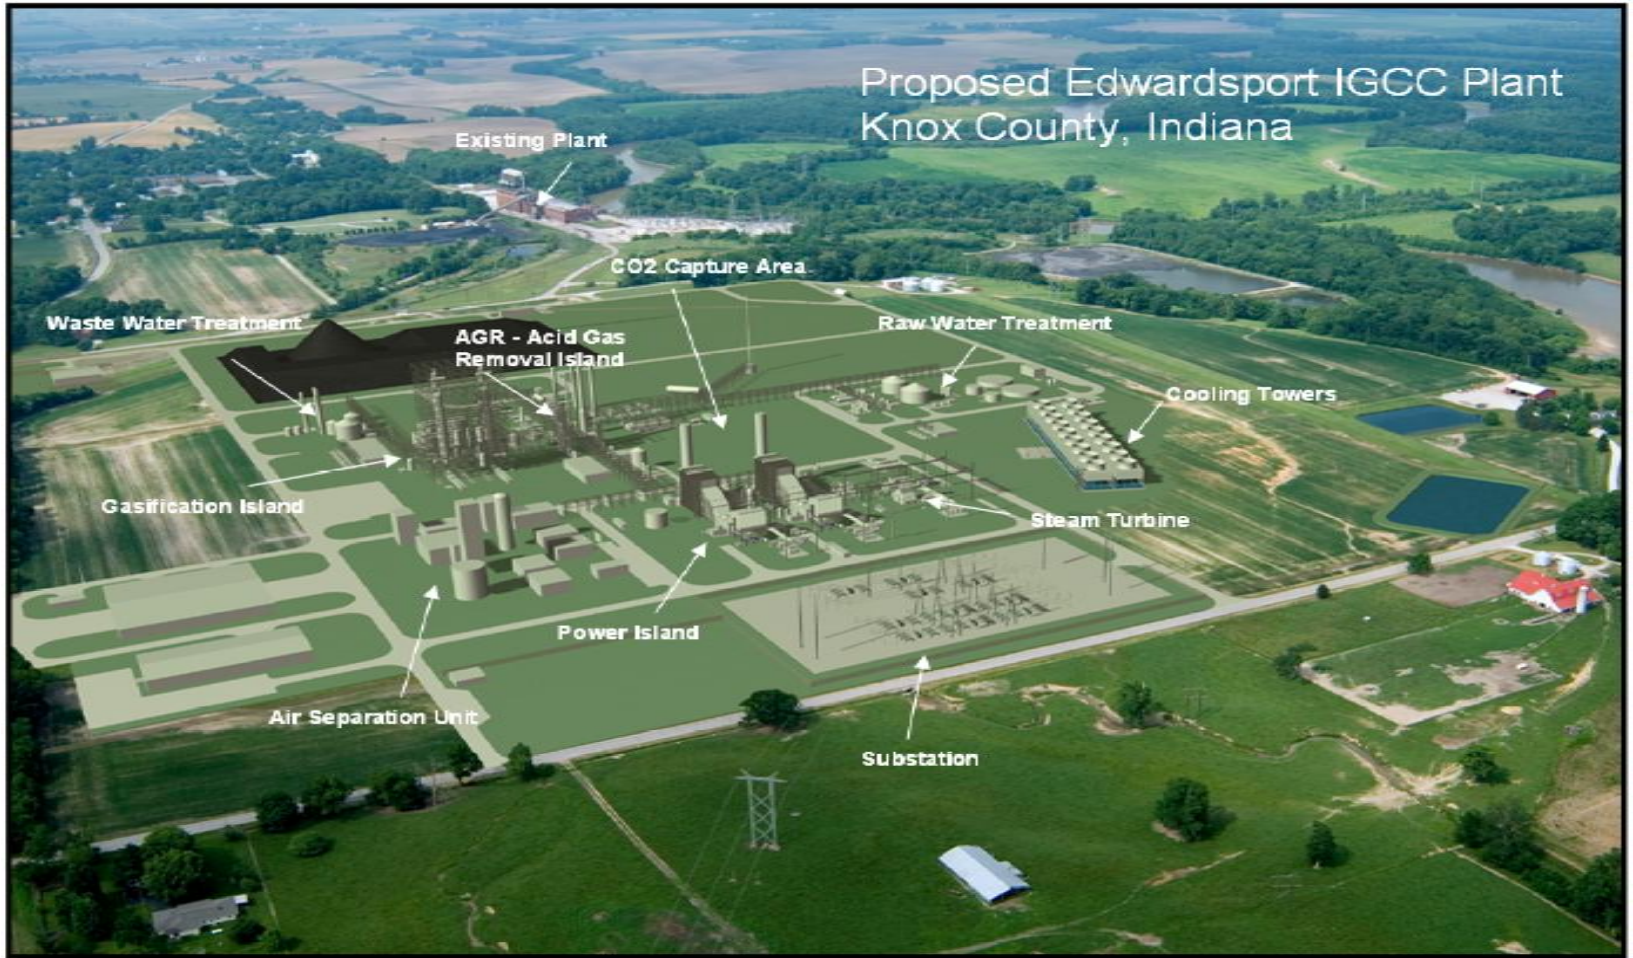 Proposed Edwardsport IGCC Plant
Knox County, Indiana
Existing Plant
CO2 Capture Area
Waste Water Treatment
AGR - Acid Gas
Removal Island
Raw Water Treatment
Cooling Towers
Gasification Island
Steam Turbine
Power Island
Air Separation Unit
Substation